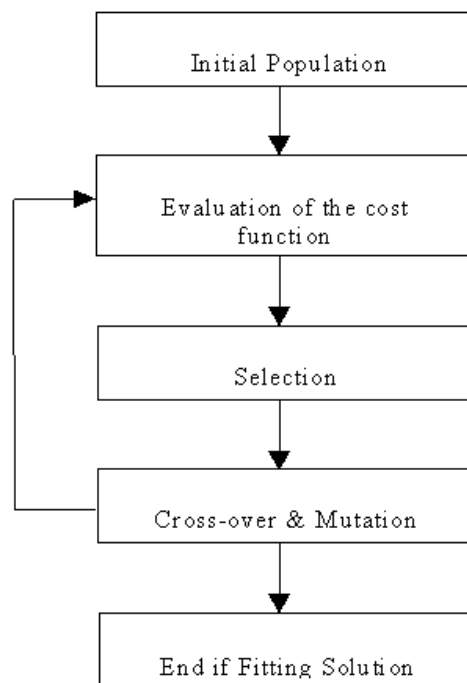 Initial Population
Evaluation of the cost
function
Selection
Cross-over & Mutation
End if Fitting Solution